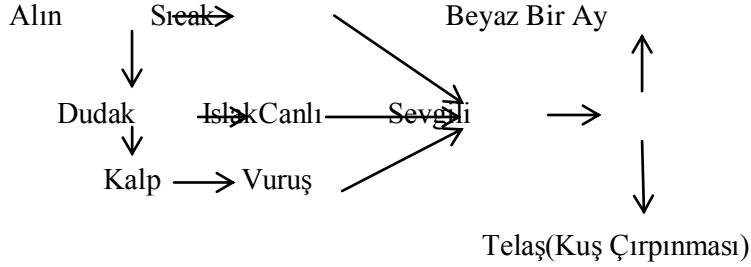 Alın Sıcak Beyaz Bir Ay
Dudak IslakCanlı Sevgili
Kalp Vuruş
Telaş(Kuş Çırpınması)